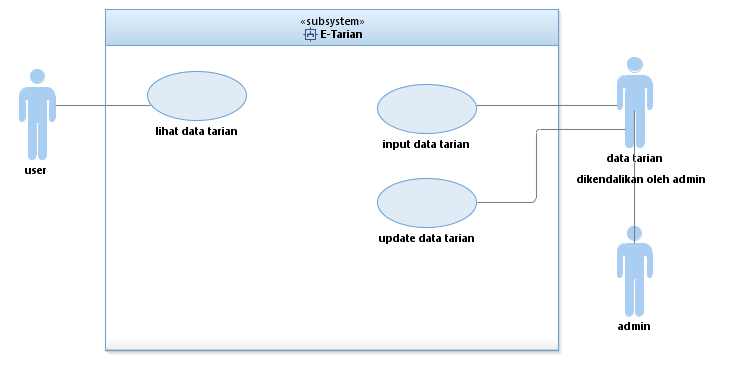 «subsystem»
E-Tarian
user
lihat data tarian
input data tarian
update data tarian
data tarian
dikendalikan oleh admin
admin